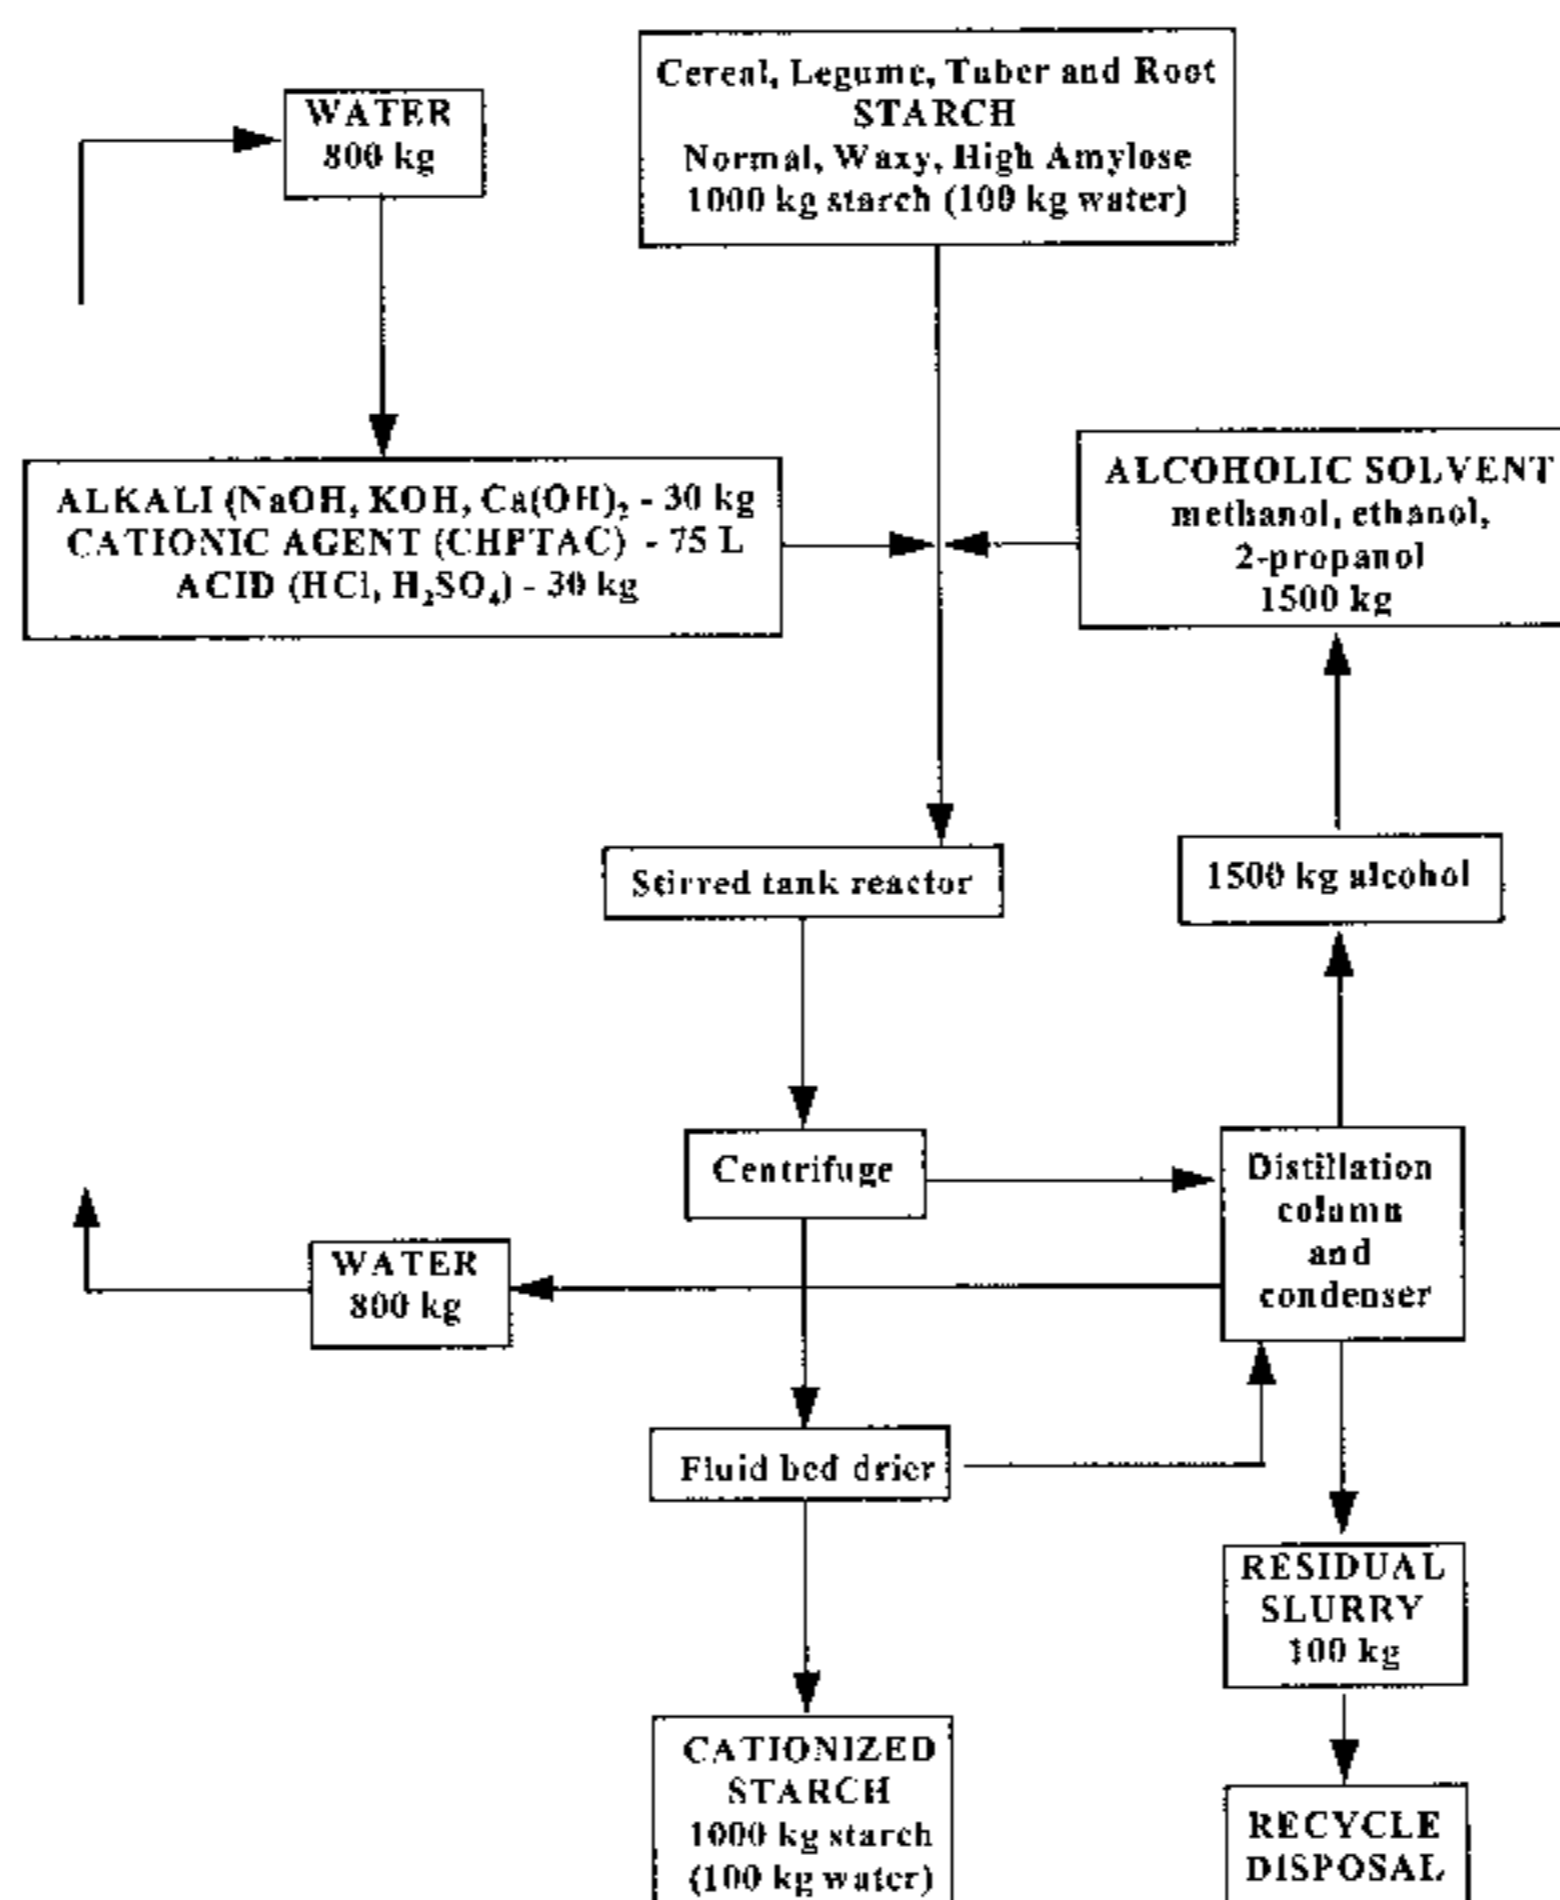 Cereal, Legume, Tuber and Root
STARCH
Normal, Waxy, High Amylose
1000 kg starch (100 kg water)
WATER
800 kg
ALKALI (NaOH, KOH, Ca(OH)₂ - 30 kg
CATIONIC AGENT (CHPTAC) - 75 L
ACID (HCl, H₂SO₄) - 30 kg
ALCOHOLIC SOLVENT
methanol, ethanol,
2-propanol
1500 kg
Stirred tank reactor
1500 kg alcohol
Centrifuge
Distillation
column
and
condenser
WATER
800 kg
Fluid bed drier
RESIDUAL
SLURRY
100 kg
CATIONIZED
STARCH
1000 kg starch
(100 kg water)
RECYCLE
DISPOSAL